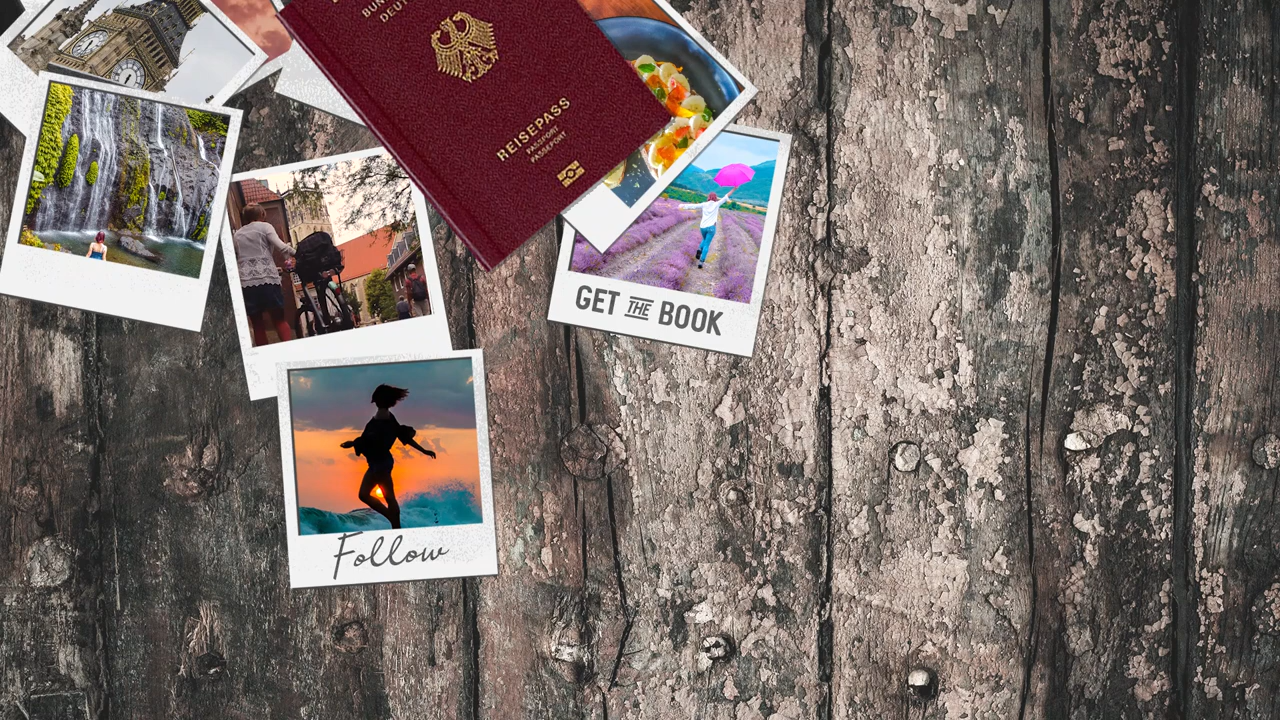 REISEPASS
PASSPORT
PASSEPORT
GET THE BOOK
Follow